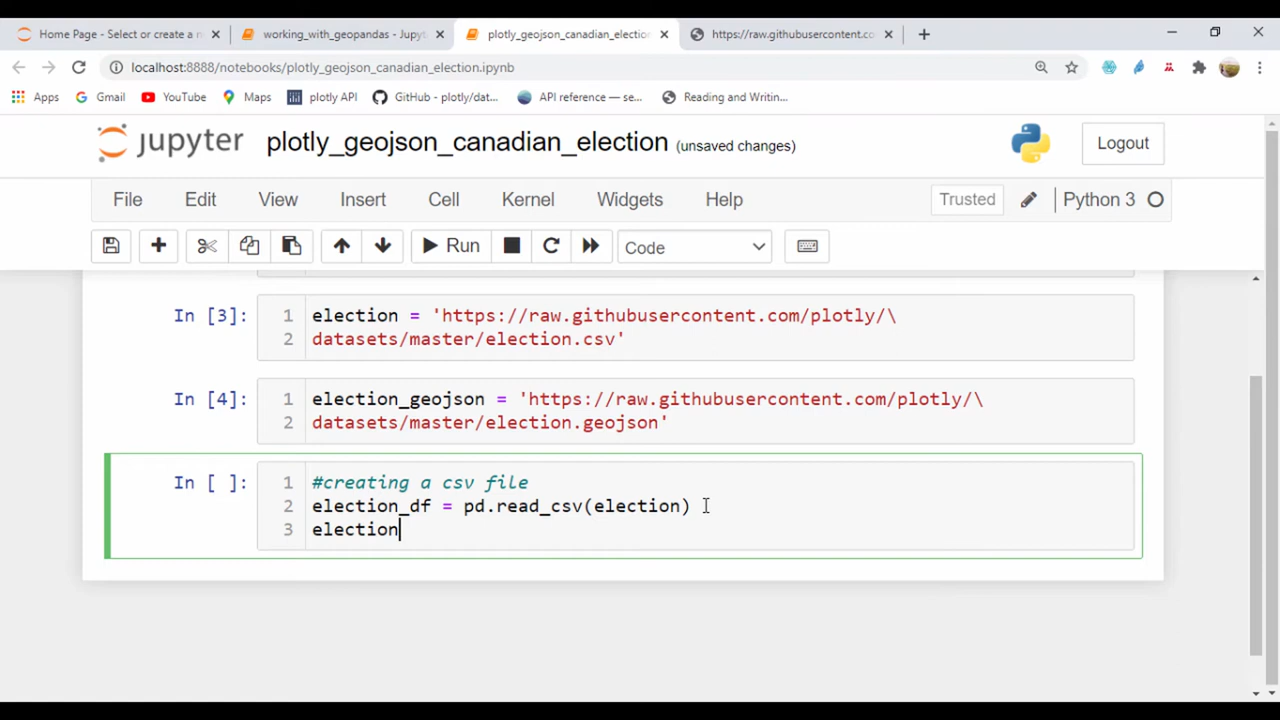 Home Page - Select or create a n
working_with_geopandas - Jupyt
plotly_geojson_canadian_election
https://raw.githubusercontent.co
localhost:8888/notebooks/plotly_geojson_canadian_election.ipynb
Apps Gmail YouTube Maps plotly API GitHub - plotly/dat... API reference — se... Reading and Writin...
jupyter plotly_geojson_canadian_election (unsaved changes) Logout
File Edit View Insert Cell Kernel Widgets Help Trusted Python 3
Run Code
In [3]: 1 election = 'https://raw.githubusercontent.com/plotly/\
2 datasets/master/election.csv'
In [4]: 1 election_geojson = 'https://raw.githubusercontent.com/plotly/\
2 datasets/master/election.geojson'
In [ ]: 1 #creating a csv file
2 election_df = pd.read_csv(election)
3 election